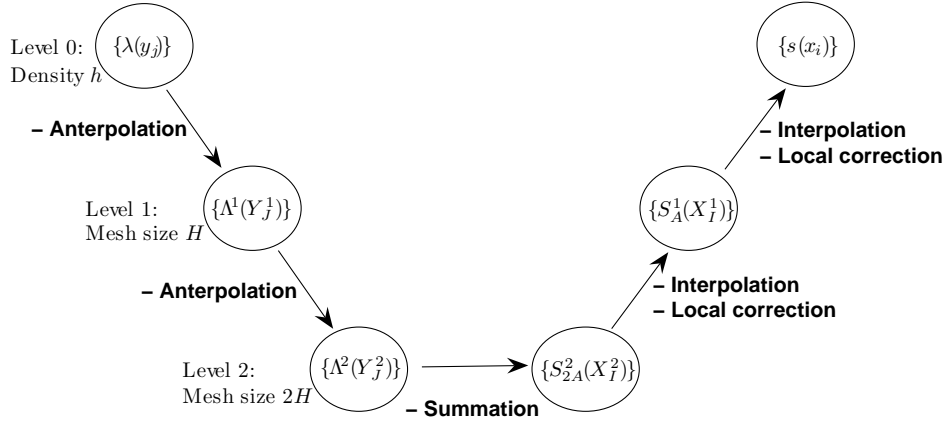 Level 0:
Density h
{λ(y_j)}
{s(x_i)}
– Anterpolation
– Interpolation
– Local correction
Level 1:
Mesh size H
{Λ^1(Y_J^1)}
{S_A^1(X_I^1)}
– Anterpolation
– Interpolation
– Local correction
Level 2:
Mesh size 2H
{Λ^2(Y_J^2)}
{S_{2A}^2(X_I^2)}
– Summation